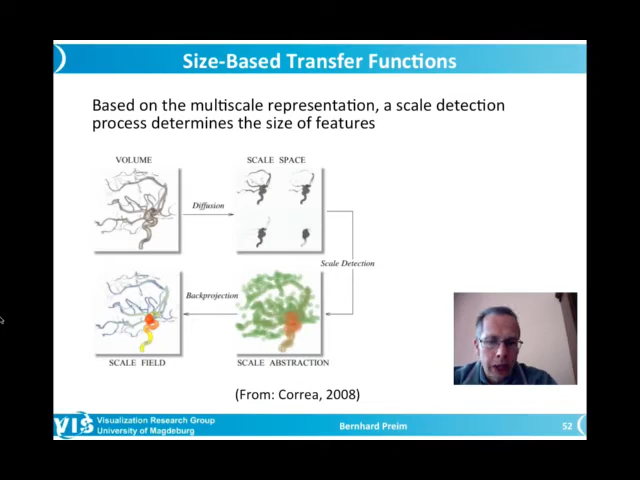 Size-Based Transfer Functions
Based on the multiscale representation, a scale detection
process determines the size of features
VOLUME
SCALE SPACE
Diffusion
Scale Detection
Backprojection
SCALE FIELD
SCALE ABSTRACTION
(From: Correa, 2008)
VIS
Visualization Research Group
University of Magdeburg
Bernhard Preim
52